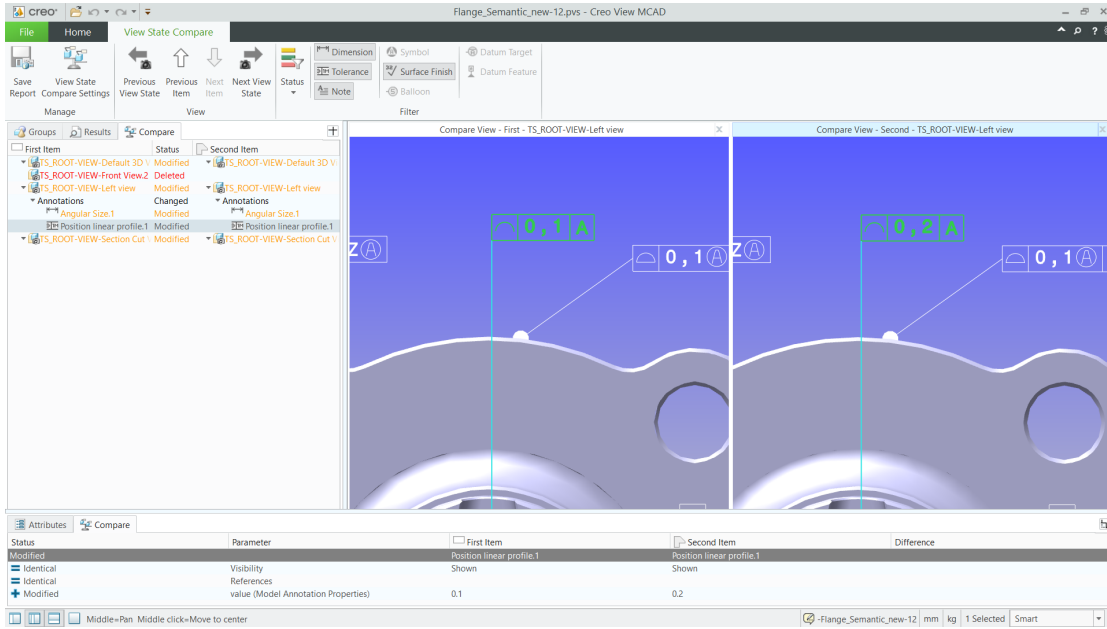 creo®
Flange_Semantic_new-12.pvs - Creo View MCAD
File Home View State Compare
Save Report
View State Compare Settings
Previous View State
Previous Item
Next Item
Next View State
Status
Dimension
Tolerance
Note
Symbol
Surface Finish
Balloon
Datum Target
Datum Feature
Manage View Filter
Groups Results Compare
First Item Status Second Item
TS_ROOT-VIEW-Default 3D V Modified TS_ROOT-VIEW-Default 3D V
TS_ROOT-VIEW-Front View.2 Deleted
TS_ROOT-VIEW-Left view Modified TS_ROOT-VIEW-Left view
Annotations Changed Annotations
Angular Size.1 Modified Angular Size.1
Position linear profile.1 Modified Position linear profile.1
TS_ROOT-VIEW-Section Cut V Modified TS_ROOT-VIEW-Section Cut V
Compare View - First - TS_ROOT-VIEW-Left view
0,1 A
Z Ⓐ
0,1 Ⓐ
Compare View - Second - TS_ROOT-VIEW-Left view
0,2 A
Z Ⓐ
0,1 Ⓐ
Attributes Compare
Status Parameter First Item Second Item Difference
Modified Position linear profile.1 Position linear profile.1
Identical Visibility Shown Shown
Identical References
Modified value (Model Annotation Properties) 0.1 0.2
Middle=Pan Middle click=Move to center
-Flange_Semantic_new-12 mm kg 1 Selected Smart